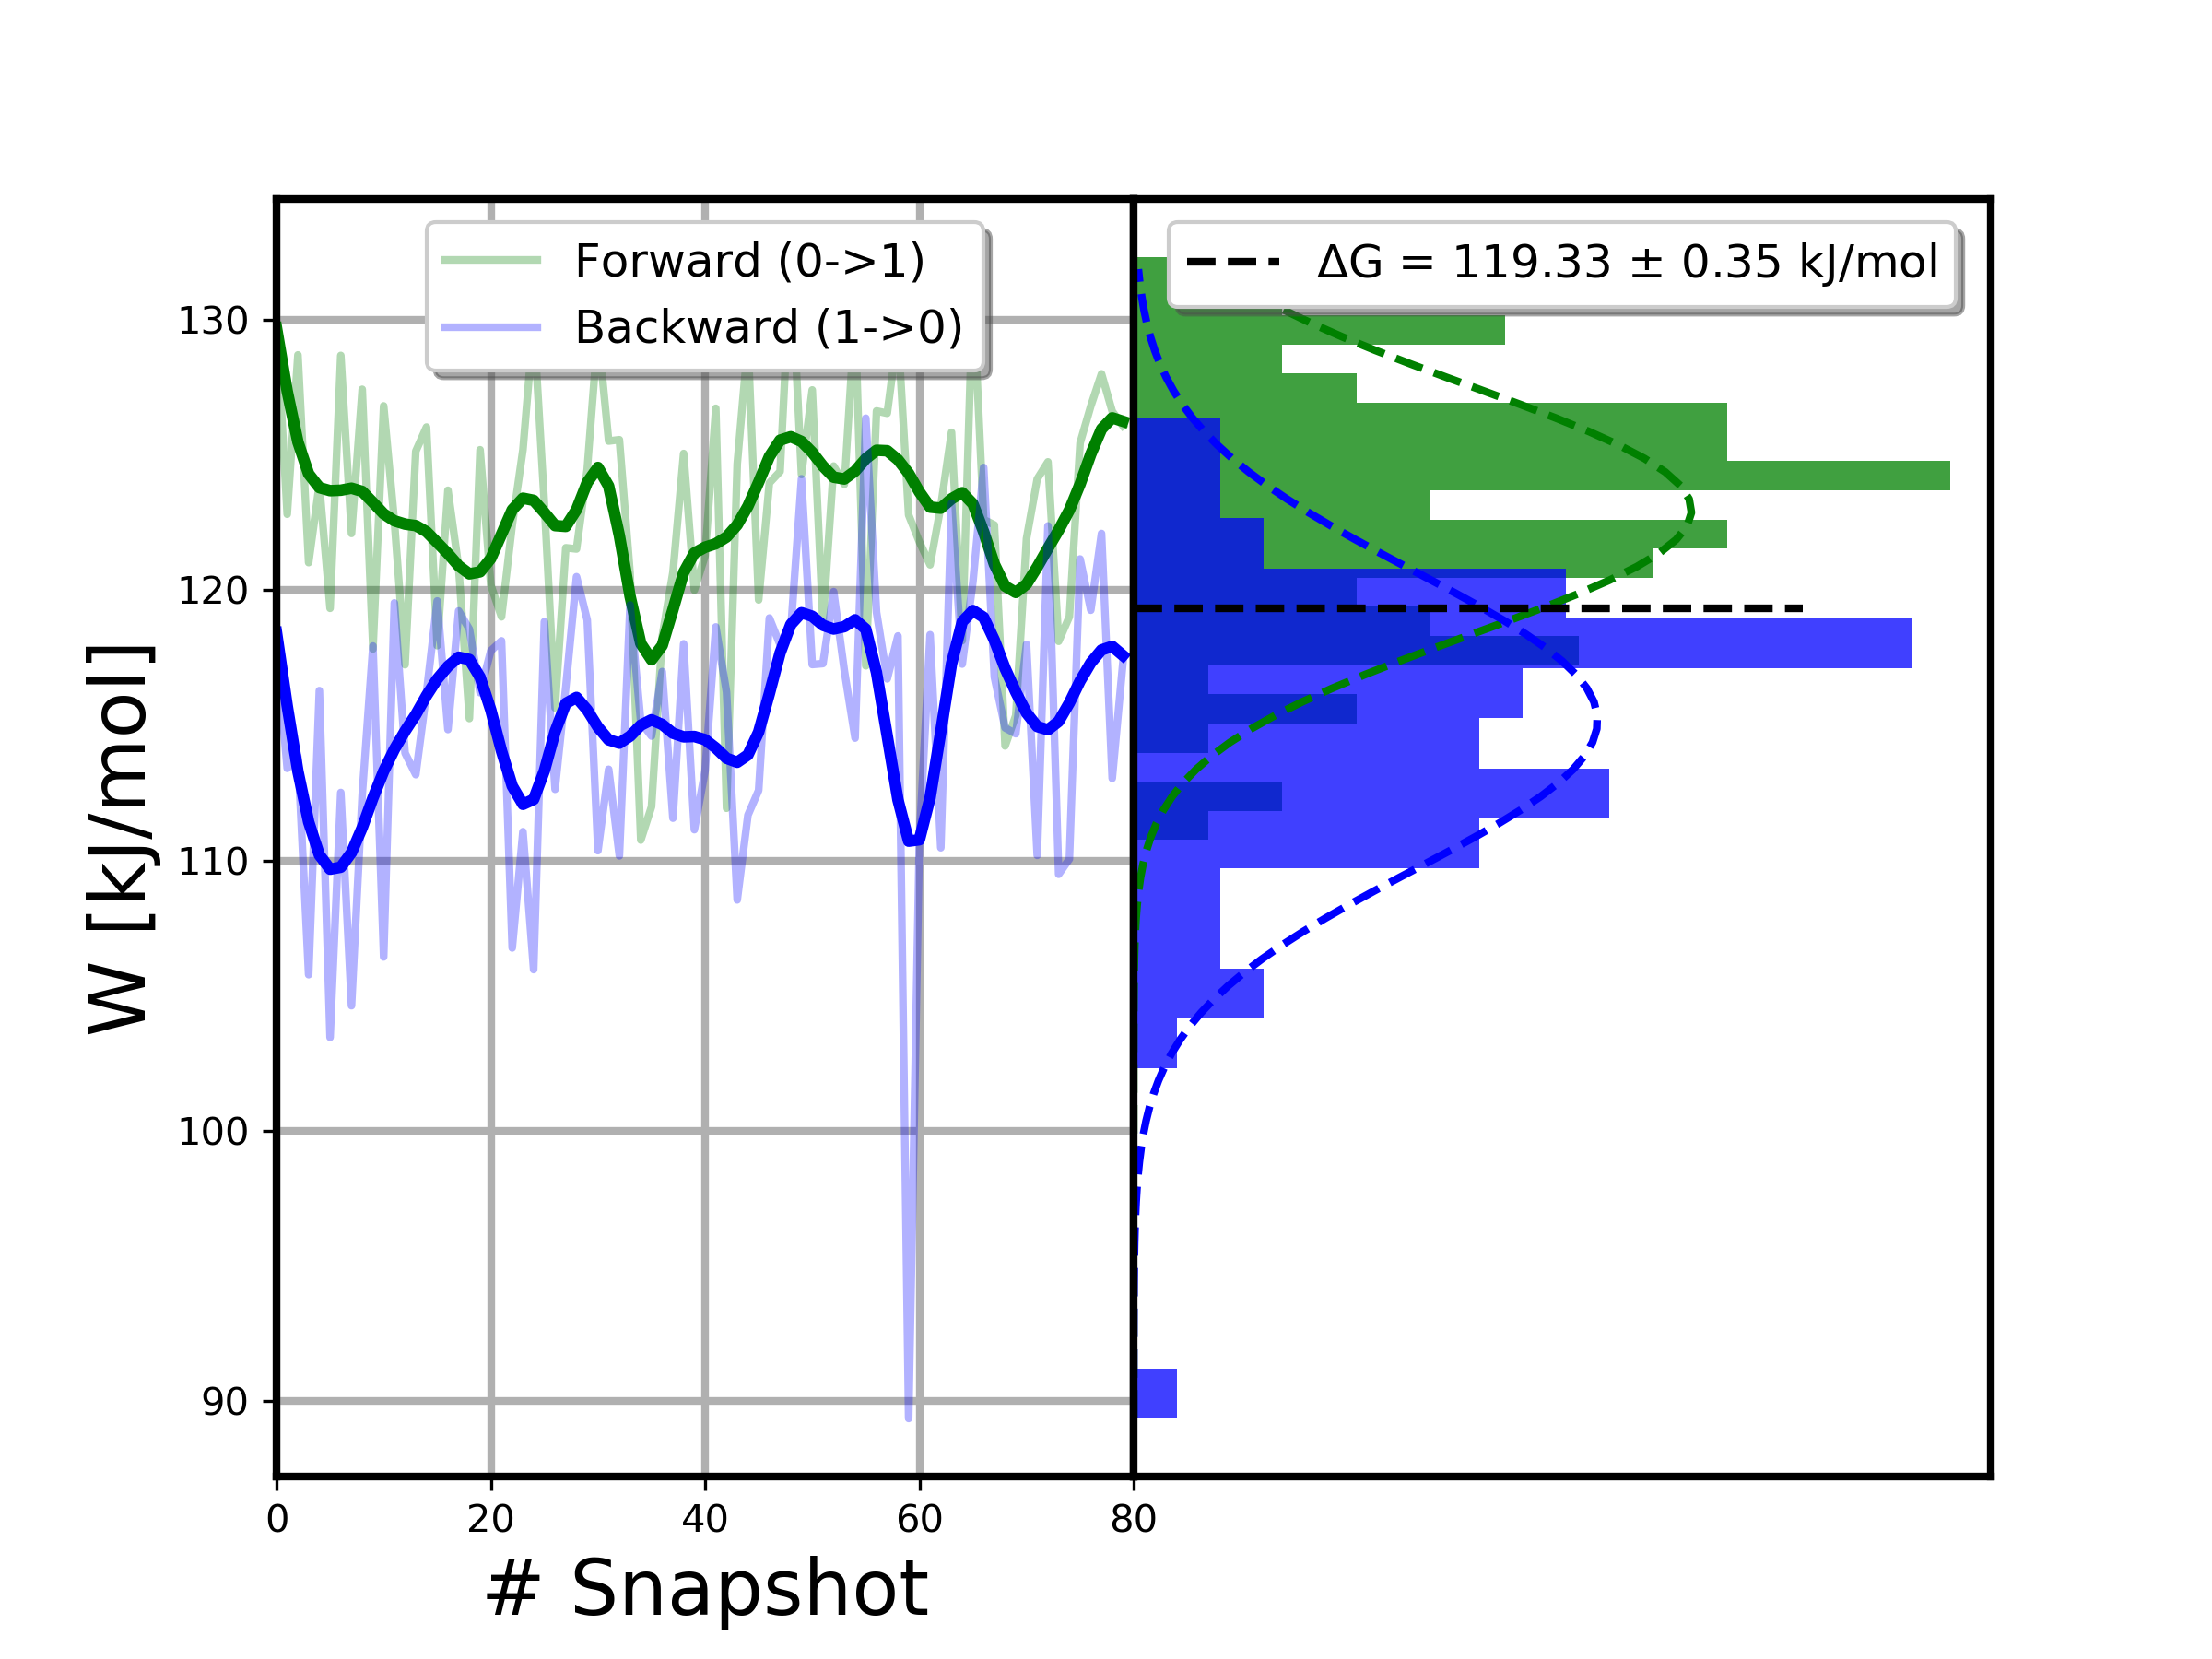 Forward (0->1)
Backward (1->0)
ΔG = 119.33 ± 0.35 kJ/mol
W [kJ/mol]
130
120
110
100
90
0 20 40 60 80
# Snapshot